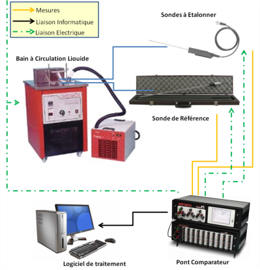 Mesures
Liaison Informatique
Liaison Electrique
Sondes à Etalonner
Bain à Circulation Liquide
Sonde de Référence
Logiciel de traitement
Pont Comparateur